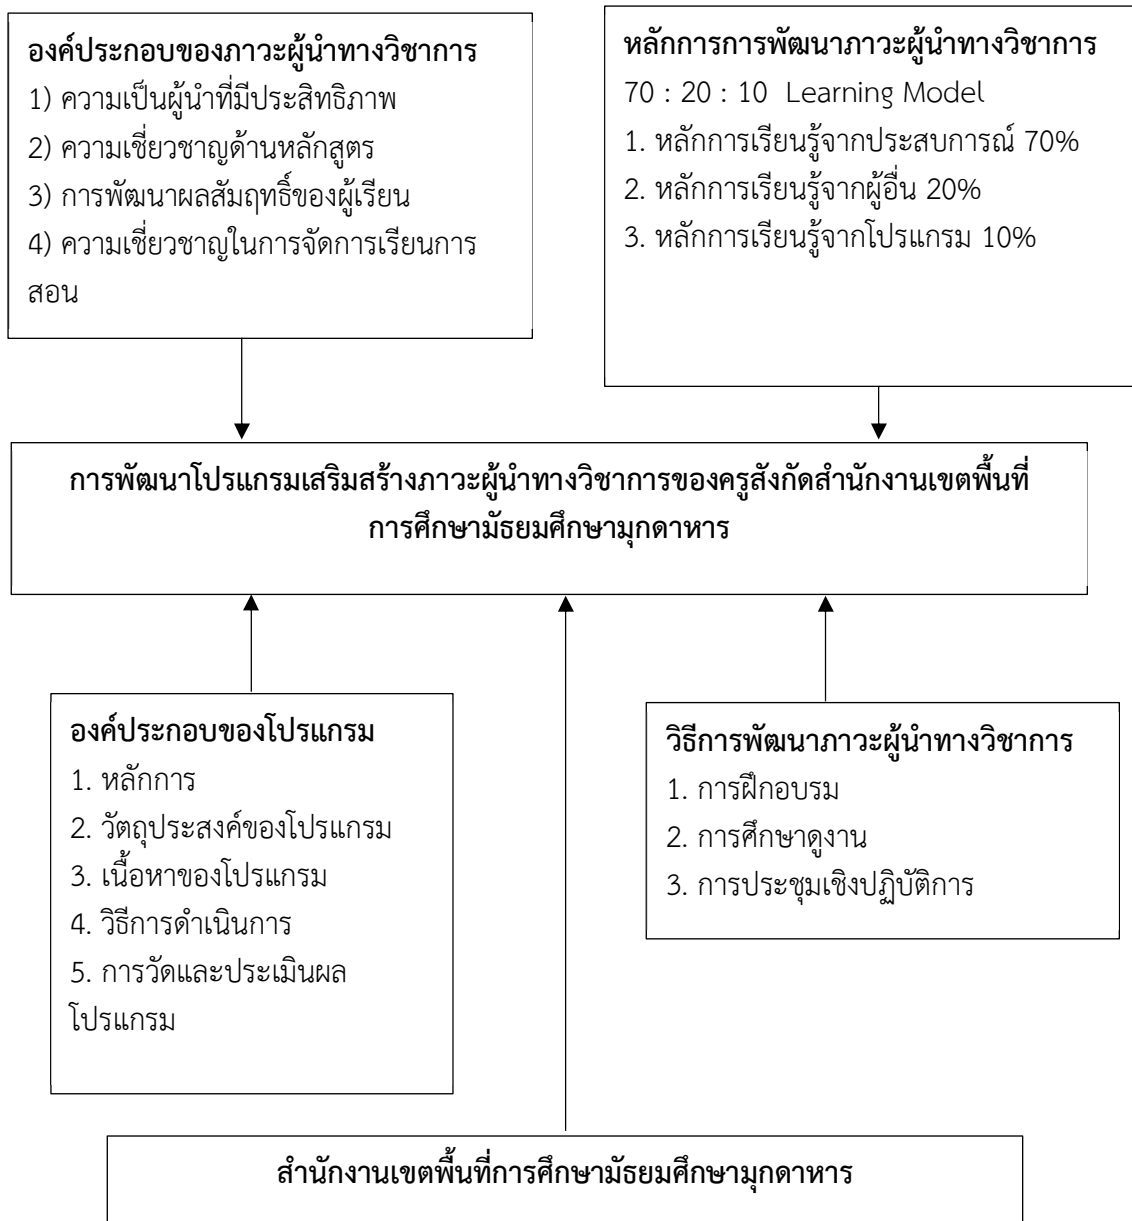 องค์ประกอบของภาวะผู้นำทางวิชาการ
1) ความเป็นผู้นำที่มีประสิทธิภาพ
2) ความเชี่ยวชาญด้านหลักสูตร
3) การพัฒนาผลสัมฤทธิ์ของผู้เรียน
4) ความเชี่ยวชาญในการจัดการเรียนการ
สอน
หลักการการพัฒนาภาวะผู้นำทางวิชาการ
70 : 20 : 10 Learning Model
1. หลักการเรียนรู้จากประสบการณ์ 70%
2. หลักการเรียนรู้จากผู้อื่น 20%
3. หลักการเรียนรู้จากโปรแกรม 10%
การพัฒนาโปรแกรมเสริมสร้างภาวะผู้นำทางวิชาการของครูสังกัดสำนักงานเขตพื้นที่
การศึกษามัธยมศึกษามุกดาหาร
องค์ประกอบของโปรแกรม
1. หลักการ
2. วัตถุประสงค์ของโปรแกรม
3. เนื้อหาของโปรแกรม
4. วิธีการดำเนินการ
5. การวัดและประเมินผล
โปรแกรม
วิธีการพัฒนาภาวะผู้นำทางวิชาการ
1. การฝึกอบรม
2. การศึกษาดูงาน
3. การประชุมเชิงปฏิบัติการ
สำนักงานเขตพื้นที่การศึกษามัธยมศึกษามุกดาหาร